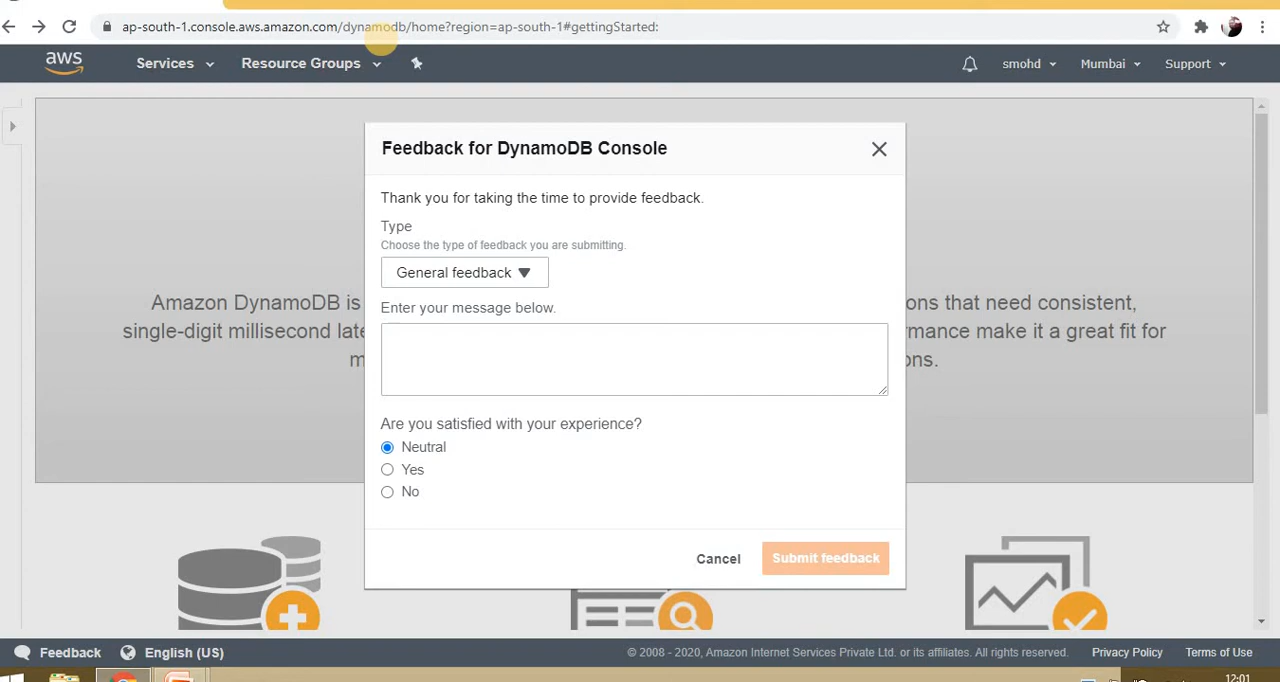 ap-south-1.console.aws.amazon.com/dynamodb/home?region=ap-south-1#gettingStarted:
aws Services Resource Groups smohd Mumbai Support
Feedback for DynamoDB Console
Thank you for taking the time to provide feedback.
Type
Choose the type of feedback you are submitting.
General feedback
Enter your message below.
Amazon DynamoDB is ons that need consistent,
single-digit millisecond late rmance make it a great fit for
m ons.
Are you satisfied with your experience?
Neutral
Yes
No
Cancel Submit feedback
Feedback English (US) © 2008 - 2020, Amazon Internet Services Private Ltd. or its affiliates. All rights reserved. Privacy Policy Terms of Use
12:01